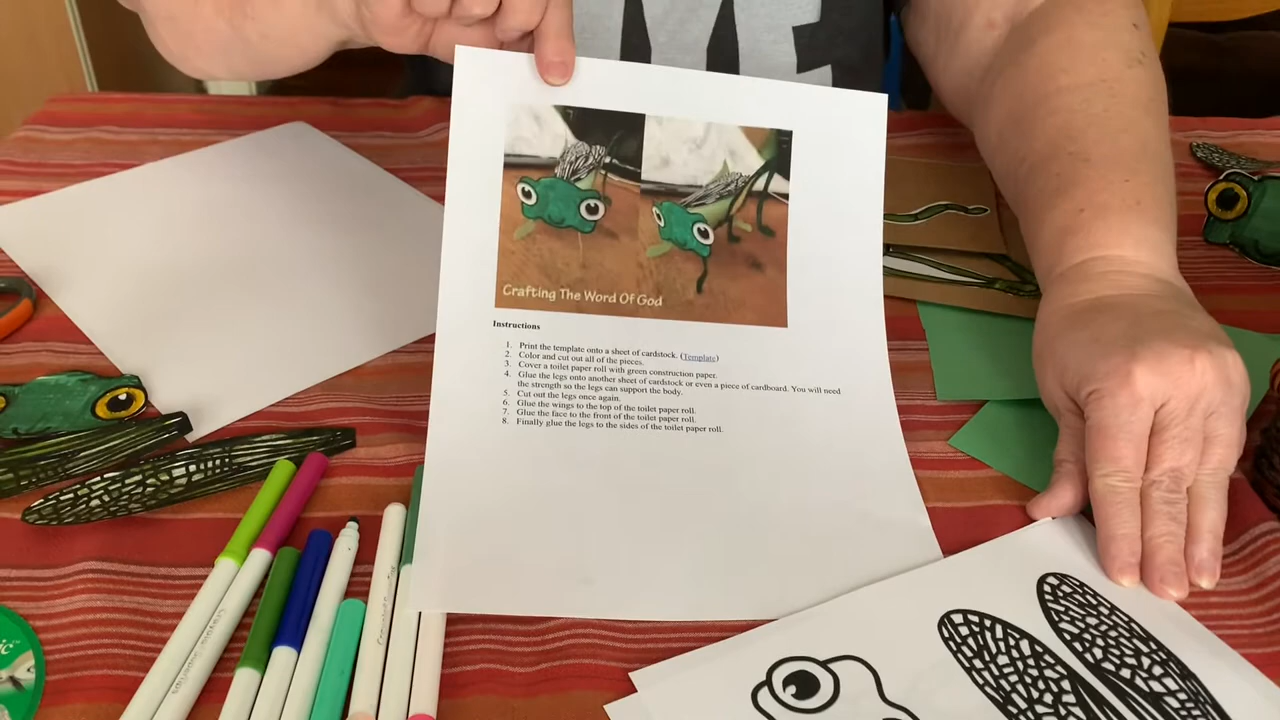 Crafting The Word Of God
Instructions
1. Print the template onto a sheet of cardstock. (Template)
2. Color and cut out all of the pieces.
3. Cover a toilet paper roll with green construction paper.
4. Glue the legs onto another sheet of cardstock or even a piece of cardboard. You will need
the strength so the legs can support the body.
5. Cut out the legs once again.
6. Glue the wings to the top of the toilet paper roll.
7. Glue the face to the front of the toilet paper roll.
8. Finally glue the legs to the sides of the toilet paper roll.